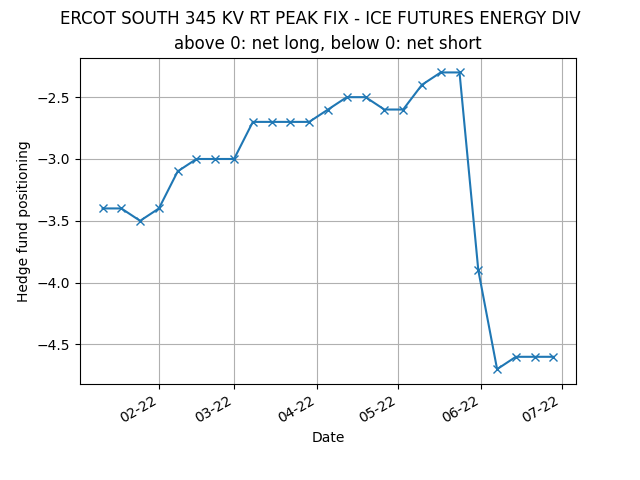 ERCOT SOUTH 345 KV RT PEAK FIX - ICE FUTURES ENERGY DIV
above 0: net long, below 0: net short
Hedge fund positioning
−2.5
−3.0
−3.5
−4.0
−4.5
02-22
03-22
04-22
05-22
06-22
07-22
Date